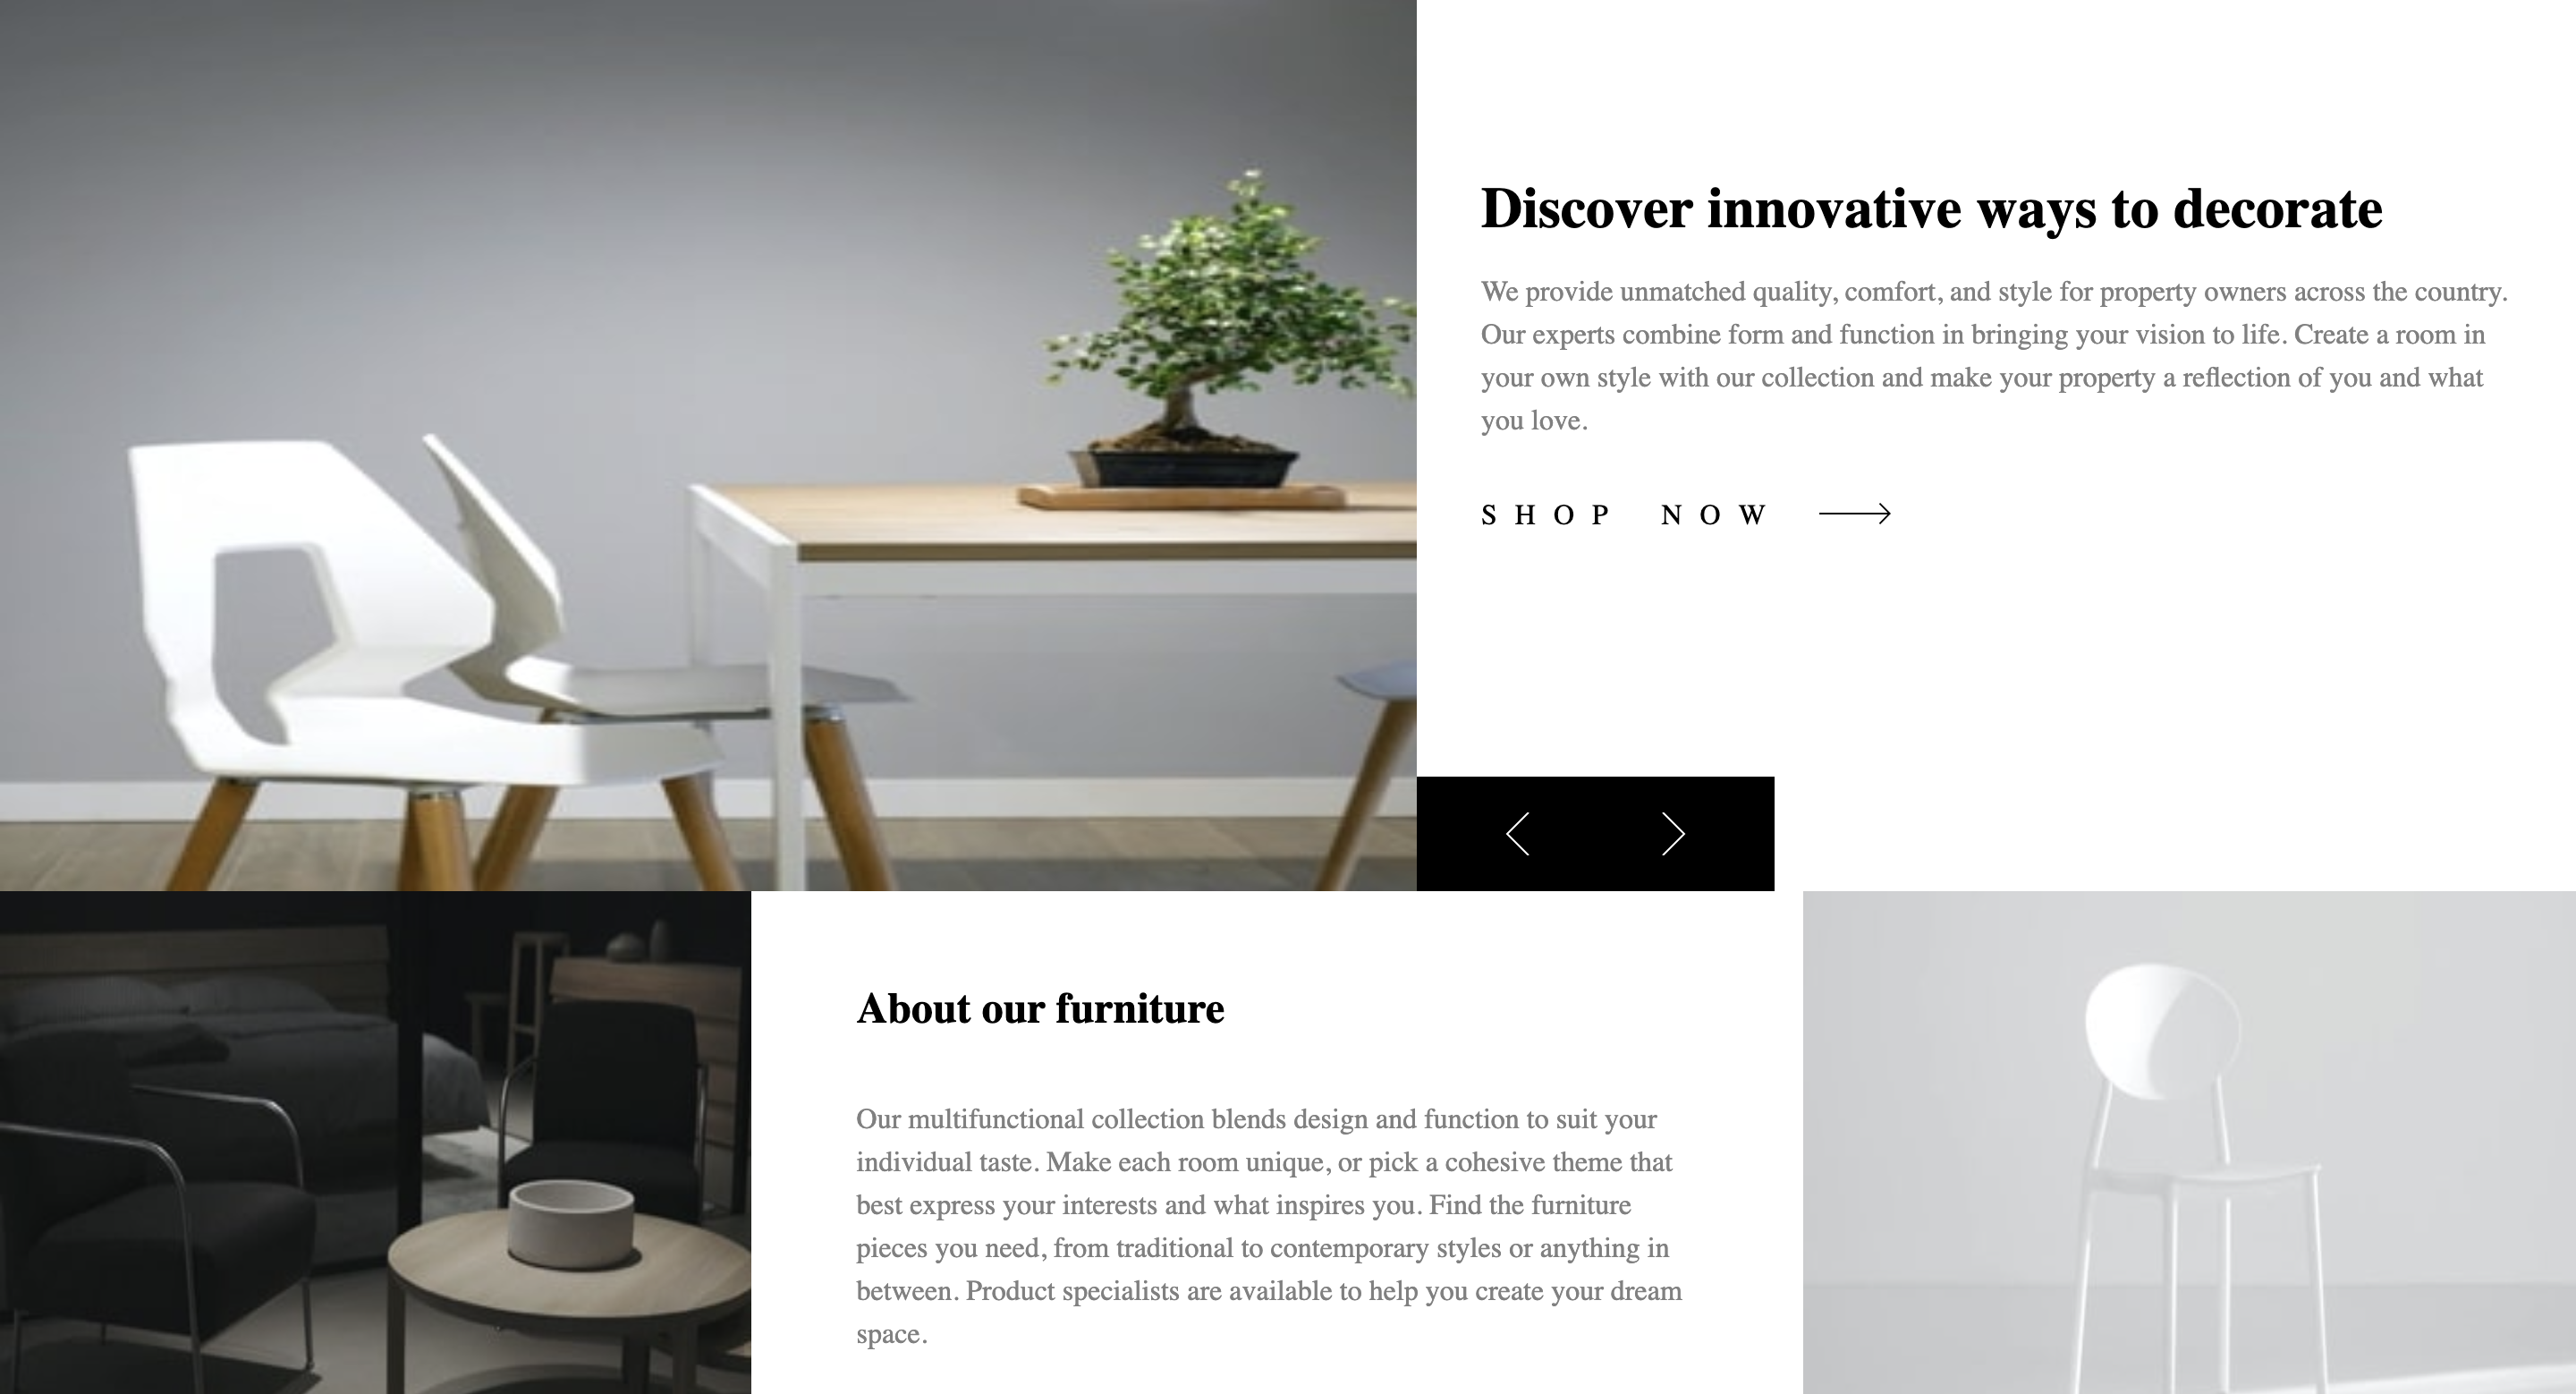 Discover innovative ways to decorate
We provide unmatched quality, comfort, and style for property owners across the country.
Our experts combine form and function in bringing your vision to life. Create a room in
your own style with our collection and make your property a reflection of you and what
you love.
SHOP NOW
About our furniture
Our multifunctional collection blends design and function to suit your
individual taste. Make each room unique, or pick a cohesive theme that
best express your interests and what inspires you. Find the furniture
pieces you need, from traditional to contemporary styles or anything in
between. Product specialists are available to help you create your dream
space.